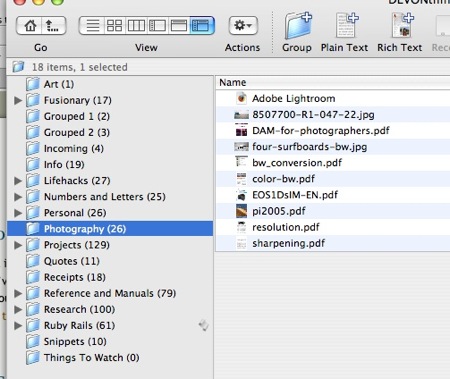 DEVONthin
Go
View
Actions
Group
Plain Text
Rich Text
Reco
18 items, 1 selected
Name
Art (1)
Fusionary (17)
Grouped 1 (2)
Grouped 2 (3)
Incoming (4)
Info (19)
Lifehacks (27)
Numbers and Letters (25)
Personal (26)
Photography (26)
Projects (129)
Quotes (11)
Receipts (18)
Reference and Manuals (79)
Research (100)
Ruby Rails (61)
Snippets (10)
Things To Watch (0)
Adobe Lightroom
8507700-R1-047-22.jpg
DAM-for-photographers.pdf
four-surfboards-bw.jpg
bw_conversion.pdf
color-bw.pdf
EOS1DsIM-EN.pdf
pi2005.pdf
resolution.pdf
sharpening.pdf